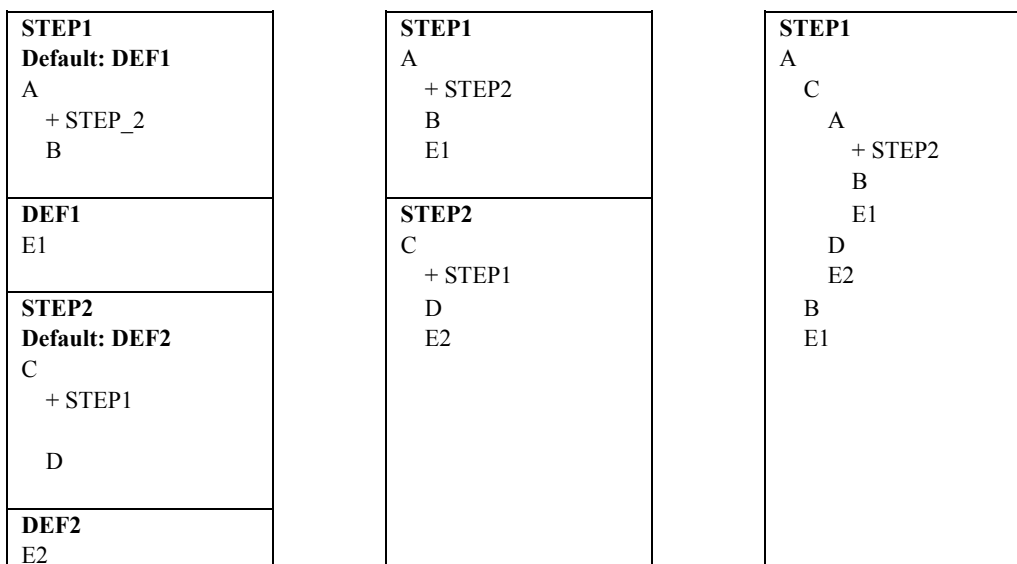 STEP1
Default: DEF1
A
+ STEP_2
B
DEF1
E1
STEP2
Default: DEF2
C
+ STEP1
D
DEF2
E2
STEP1
A
+ STEP2
B
E1
STEP2
C
+ STEP1
D
E2
STEP1
A
C
A
+ STEP2
B
E1
D
E2
B
E1